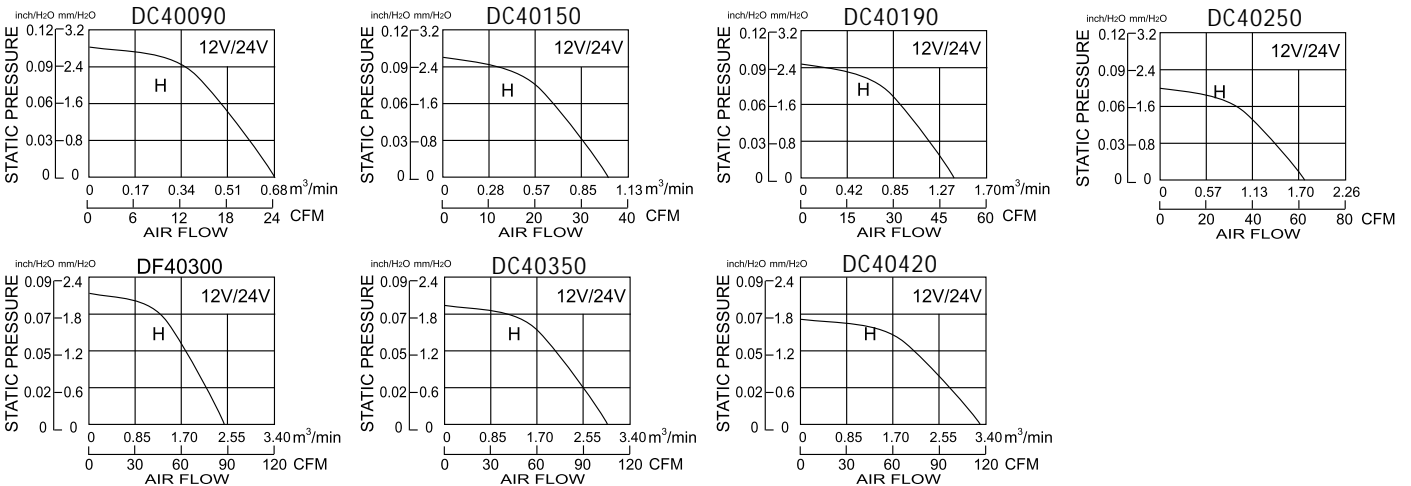 DC40090
inch/H2O mm/H2O
STATIC PRESSURE
0.12 3.2
0.09 2.4
0.06 1.6
0.03 0.8
0 0
12V/24V
H
0 0.17 0.34 0.51 0.68 m³/min
0 6 12 18 24 CFM
AIR FLOW
DC40150
inch/H2O mm/H2O
STATIC PRESSURE
0.12 3.2
0.09 2.4
0.06 1.6
0.03 0.8
0 0
12V/24V
H
0 0.28 0.57 0.85 1.13 m³/min
0 10 20 30 40 CFM
AIR FLOW
DC40190
inch/H2O mm/H2O
STATIC PRESSURE
0.12 3.2
0.09 2.4
0.06 1.6
0.03 0.8
0 0
12V/24V
H
0 0.42 0.85 1.27 1.70 m³/min
0 15 30 45 60 CFM
AIR FLOW
DC40250
inch/H2O mm/H2O
STATIC PRESSURE
0.12 3.2
0.09 2.4
0.06 1.6
0.03 0.8
0 0
12V/24V
H
0 0.57 1.13 1.70 2.26
0 20 40 60 80 CFM
AIR FLOW
DF40300
inch/H2O mm/H2O
STATIC PRESSURE
0.09 2.4
0.07 1.8
0.05 1.2
0.02 0.6
0 0
12V/24V
H
0 0.85 1.70 2.55 3.40 m³/min
0 30 60 90 120 CFM
AIR FLOW
DC40350
inch/H2O mm/H2O
STATIC PRESSURE
0.09 2.4
0.07 1.8
0.05 1.2
0.02 0.6
0 0
12V/24V
H
0 0.85 1.70 2.55 3.40 m³/min
0 30 60 90 120 CFM
AIR FLOW
DC40420
inch/H2O mm/H2O
STATIC PRESSURE
0.09 2.4
0.07 1.8
0.05 1.2
0.02 0.6
0 0
12V/24V
H
0 0.85 1.70 2.55 3.40 m³/min
0 30 60 90 120 CFM
AIR FLOW